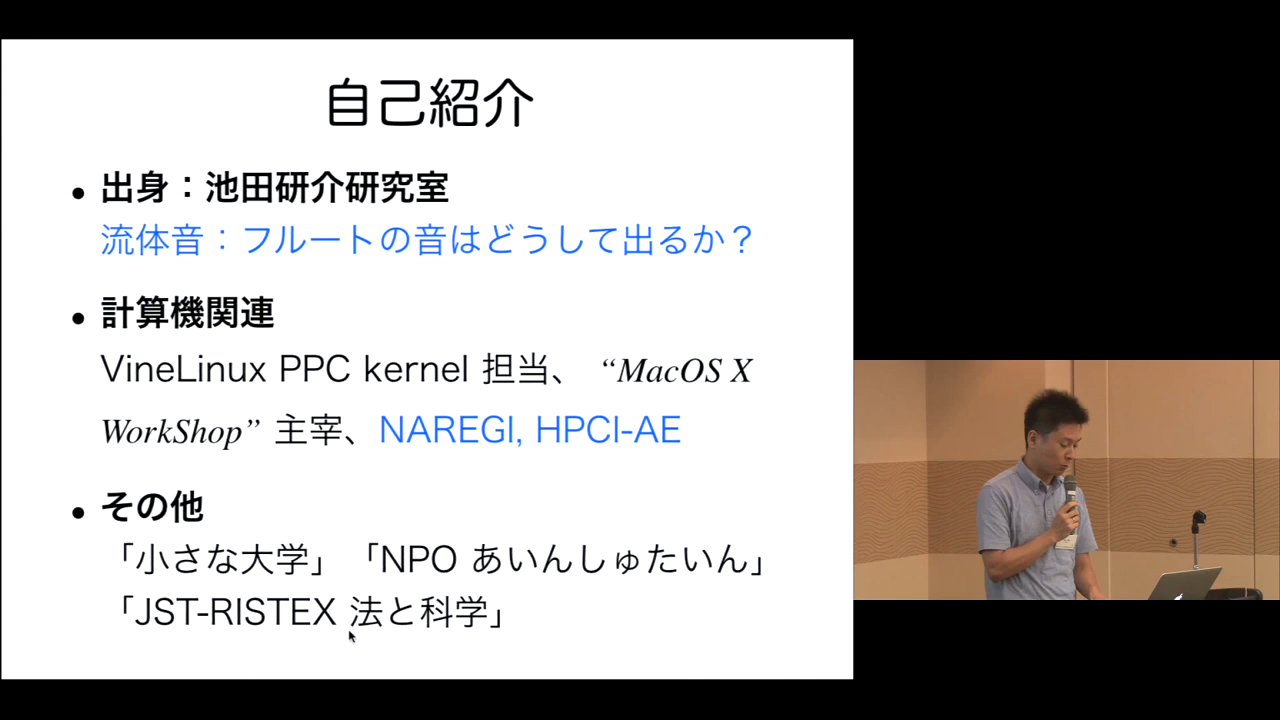 自己紹介
• 出身：池田研介研究室
流体音：フルートの音はどうして出るか？
• 計算機関連
VineLinux PPC kernel 担当、 “MacOS X
WorkShop” 主宰、NAREGI, HPCI-AE
• その他
「小さな大学」 「NPO あいんしゅたいん」
「JST-RISTEX 法と科学」